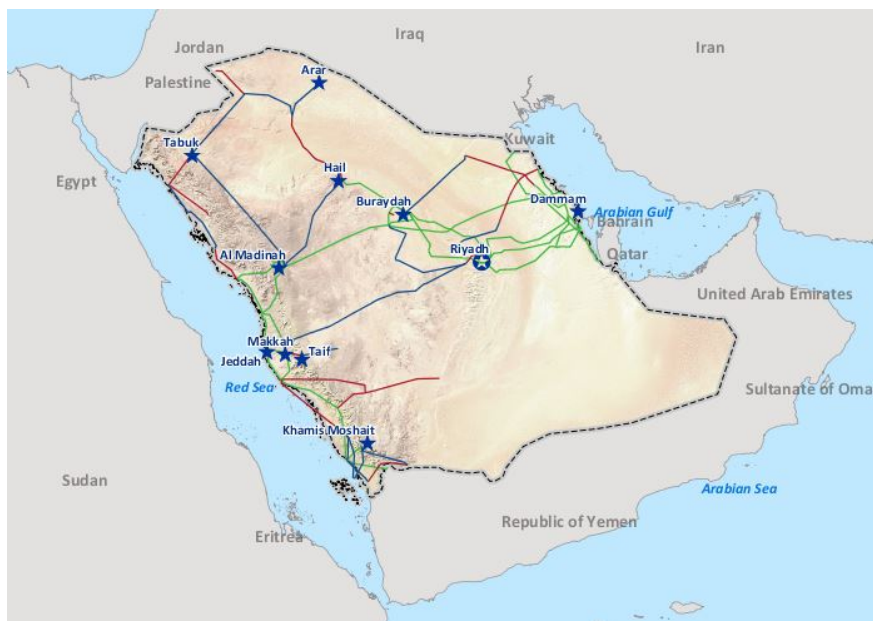 Jordan
Iraq
Iran
Palestine
Arar
Tabuk
Kuwait
Egypt
Hail
Buraydah
Dammam
Arabian Gulf
Bahrain
Riyadh
Al Madinah
Qatar
United Arab Emirates
Makkah
Jeddah
Taif
Red Sea
Sultanate of Oma
Khamis Moshait
Sudan
Arabian Sea
Republic of Yemen
Eritrea